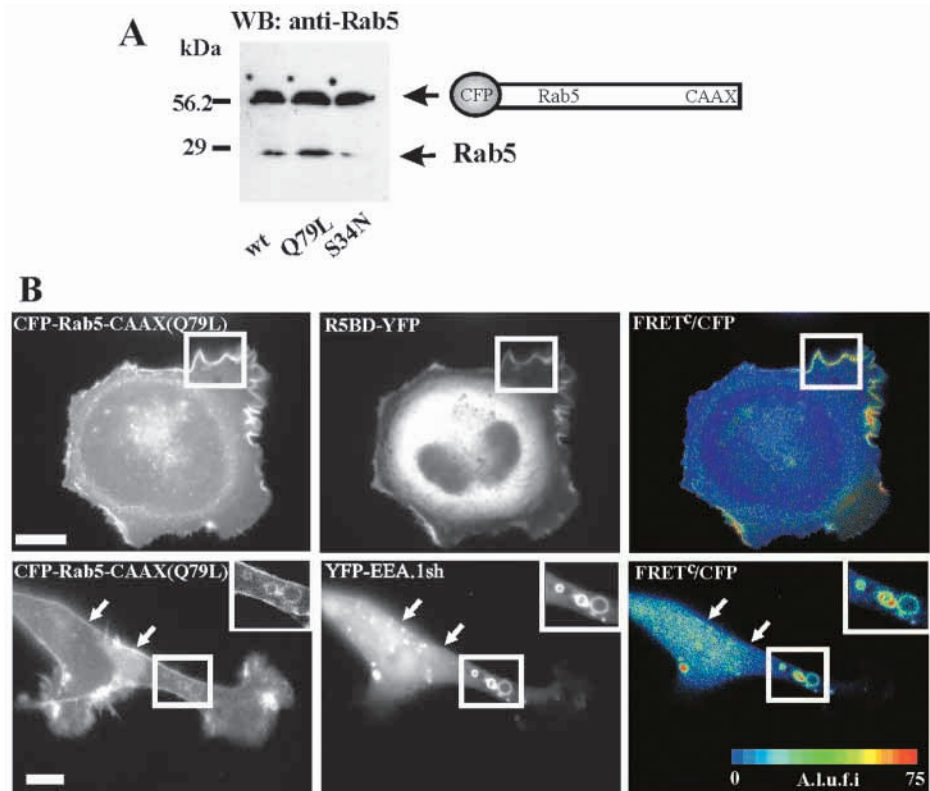 A
WB: anti-Rab5
kDa
56.2
29
CFP Rab5 CAAX
Rab5
wt Q79L S34N
B
CFP-Rab5-CAAX(Q79L) R5BD-YFP FRETᶜ/CFP
CFP-Rab5-CAAX(Q79L) YFP-EEA.1sh FRETᶜ/CFP
0 A.l.u.f.i 75